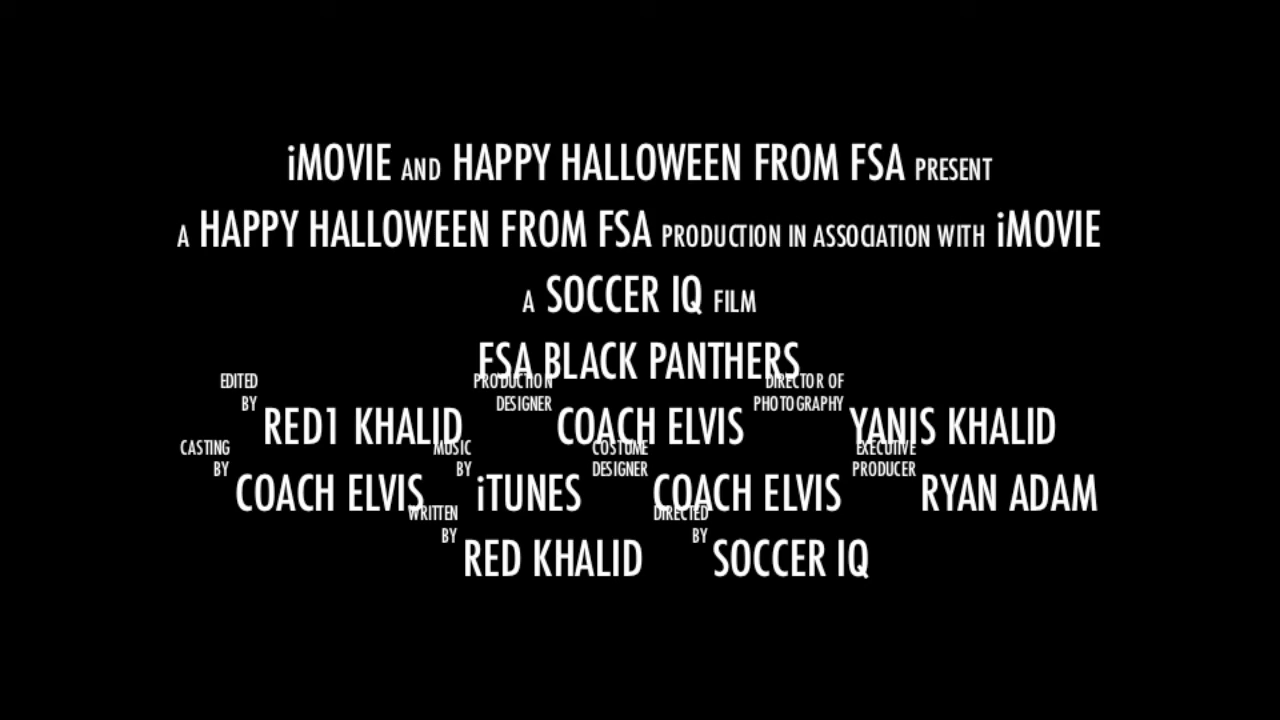 iMOVIE AND HAPPY HALLOWEEN FROM FSA PRESENT
A HAPPY HALLOWEEN FROM FSA PRODUCTION IN ASSOCIATION WITH iMOVIE
A SOCCER IQ FILM
FSA BLACK PANTHERS
EDITED BY RED1 KHALID PRODUCTION DESIGNER COACH ELVIS DIRECTOR OF PHOTOGRAPHY YANIS KHALID
CASTING BY COACH ELVIS MUSIC BY iTUNES COSTUME DESIGNER COACH ELVIS EXECUTIVE PRODUCER RYAN ADAM
WRITTEN BY RED KHALID DIRECTED BY SOCCER IQ